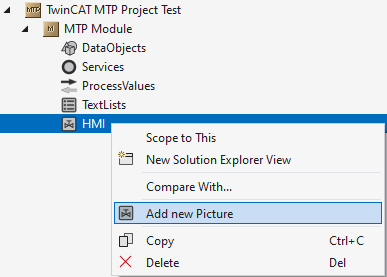 MTP TwinCAT MTP Project Test
M MTP Module
DataObjects
Services
ProcessValues
TextLists
HMI
Scope to This
New Solution Explorer View
Compare With...
Add new Picture
Copy Ctrl+C
Delete Del